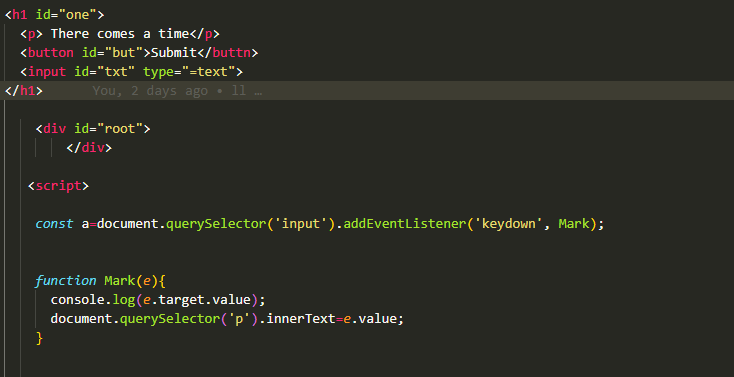 <h1 id="one">
<p> There comes a time</p>
<button id="but">Submit</buttn>
<input id="txt" type="=text">
</h1> You, 2 days ago • ll …
<div id="root">
</div>
<script>
const a=document.querySelector('input').addEventListener('keydown', Mark);
function Mark(e){
console.log(e.target.value);
document.querySelector('p').innerText=e.value;
}